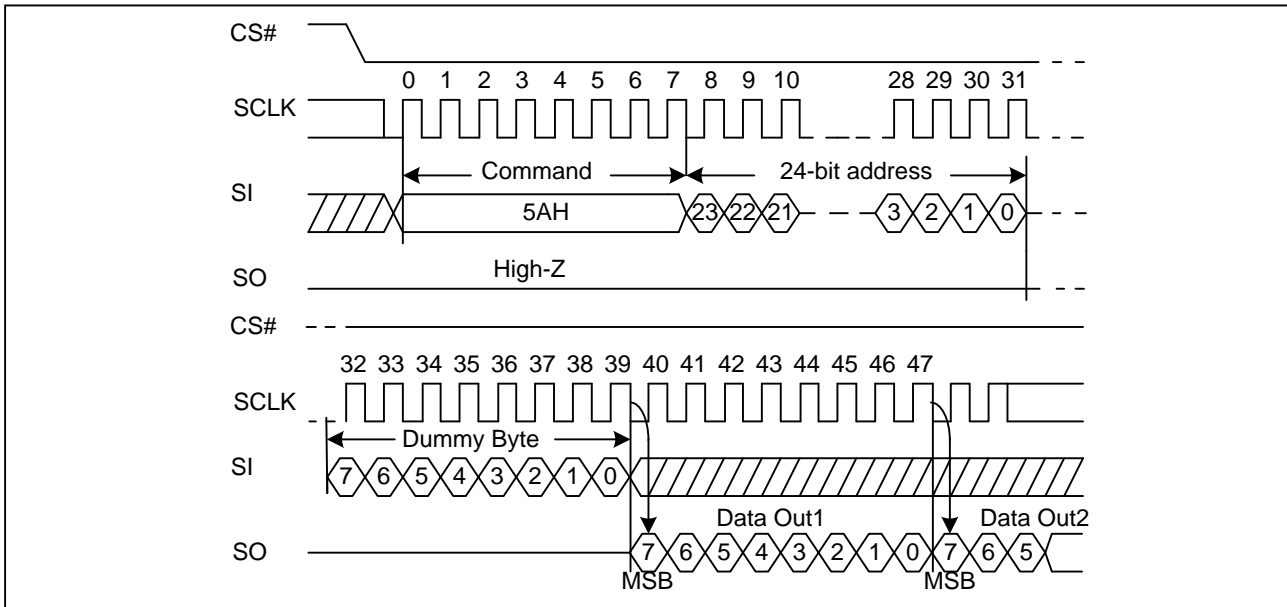 CS#
0 1 2 3 4 5 6 7 8 9 10 28 29 30 31
SCLK
Command 24-bit address
SI
5AH 23 22 21 3 2 1 0
High-Z
SO
CS#
32 33 34 35 36 37 38 39 40 41 42 43 44 45 46 47
SCLK
Dummy Byte
SI
7 6 5 4 3 2 1 0
Data Out1 Data Out2
SO
7 6 5 4 3 2 1 0 7 6 5
MSB MSB